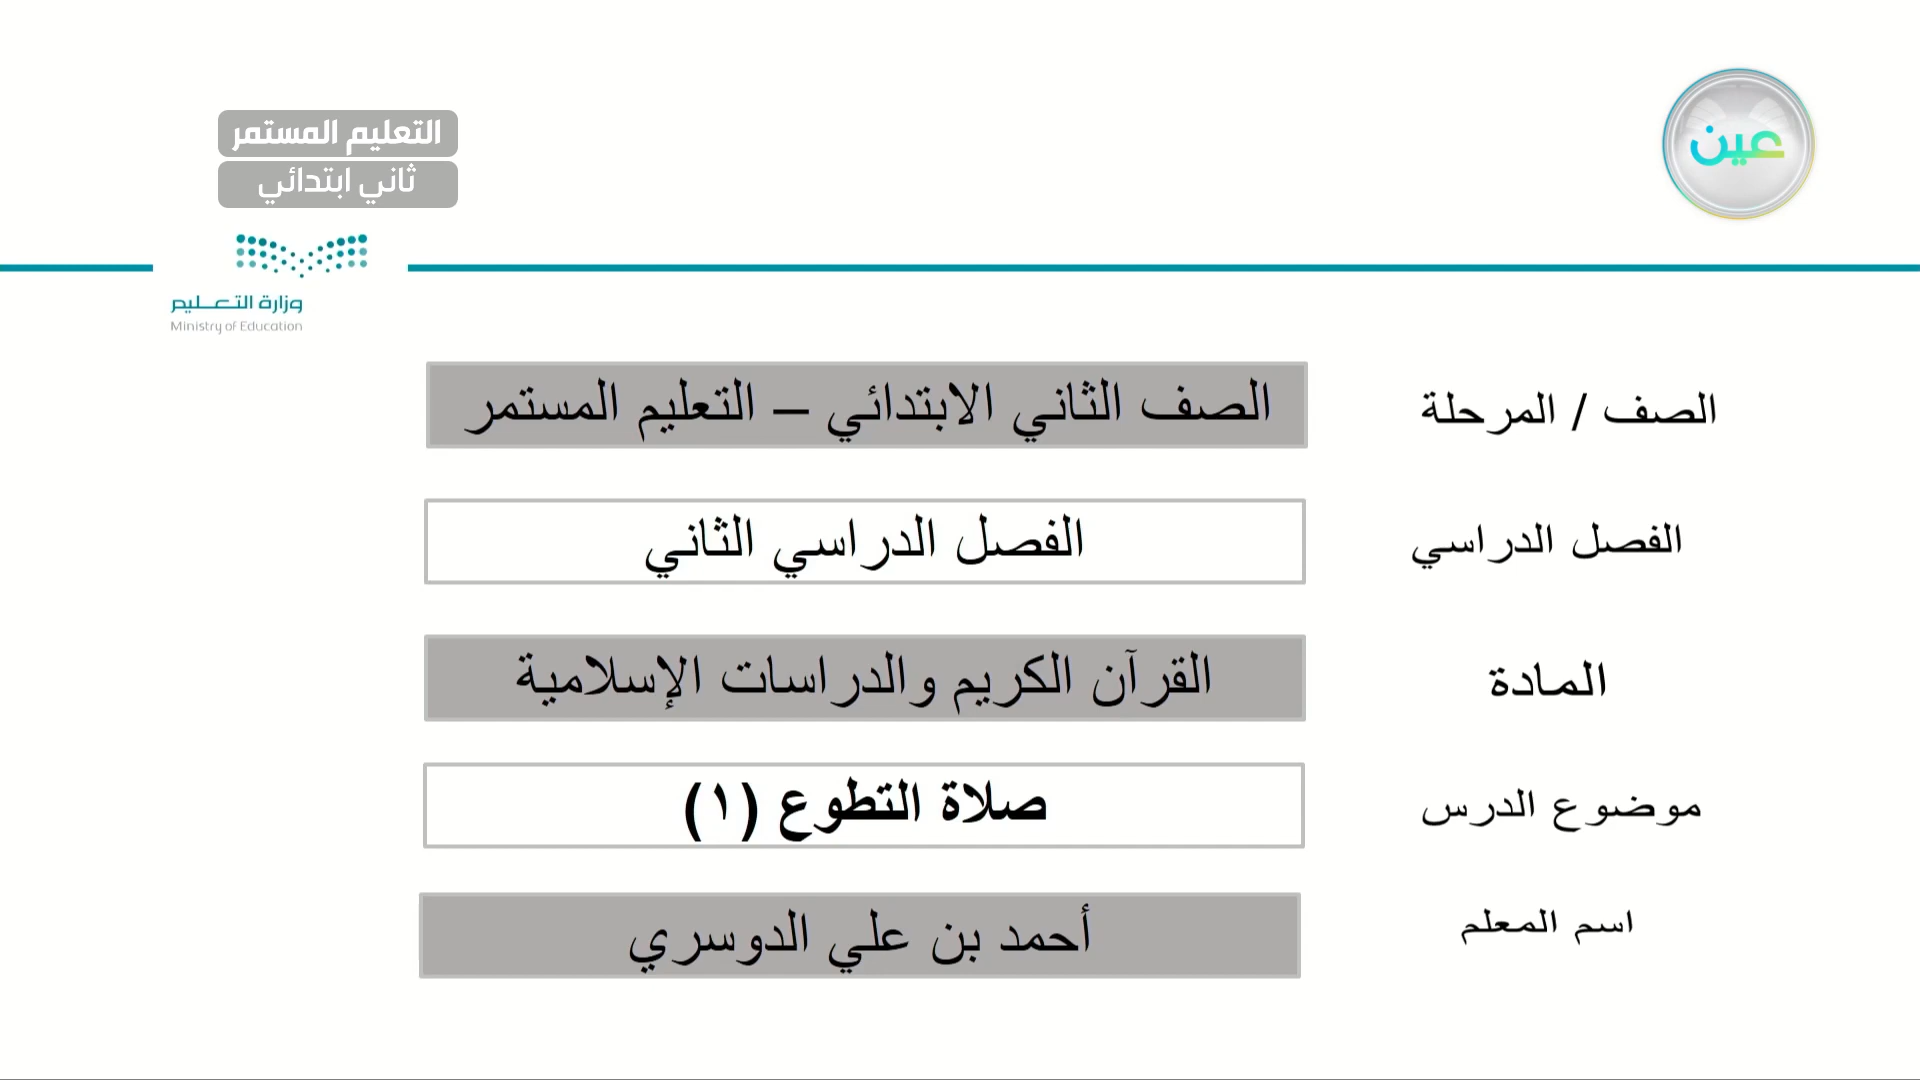 عين
التعليم المستمر
ثاني ابتدائي
وزارة التعليم
Ministry of Education
الصف / المرحلة
الصف الثاني الابتدائي – التعليم المستمر
الفصل الدراسي
الفصل الدراسي الثاني
المادة
القرآن الكريم والدراسات الإسلامية
موضوع الدرس
صلاة التطوع (١)
اسم المعلم
أحمد بن علي الدوسري